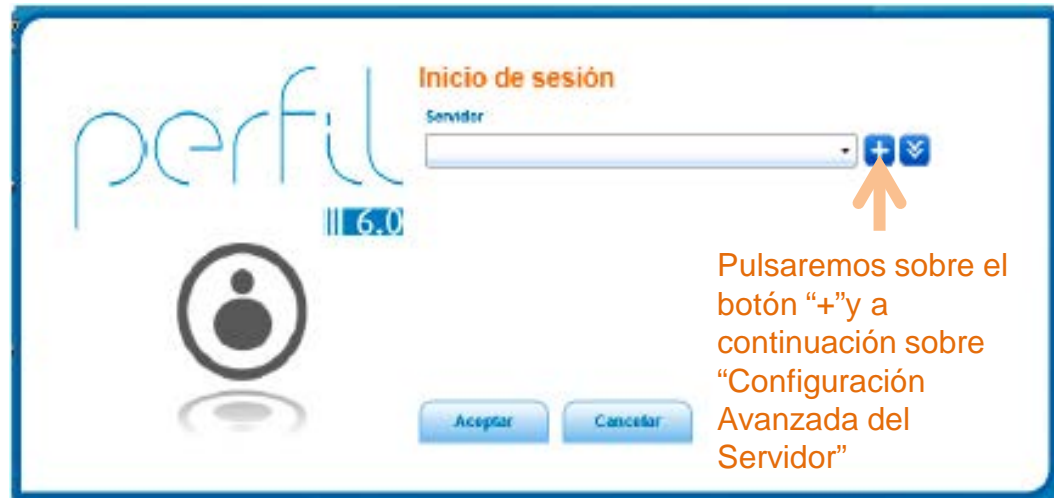 perfil
6.0
Inicio de sesión
Servidor
+
Pulsaremos sobre el
botón “+”y a
continuación sobre
“Configuración
Avanzada del
Servidor”
Aceptar
Cancelar